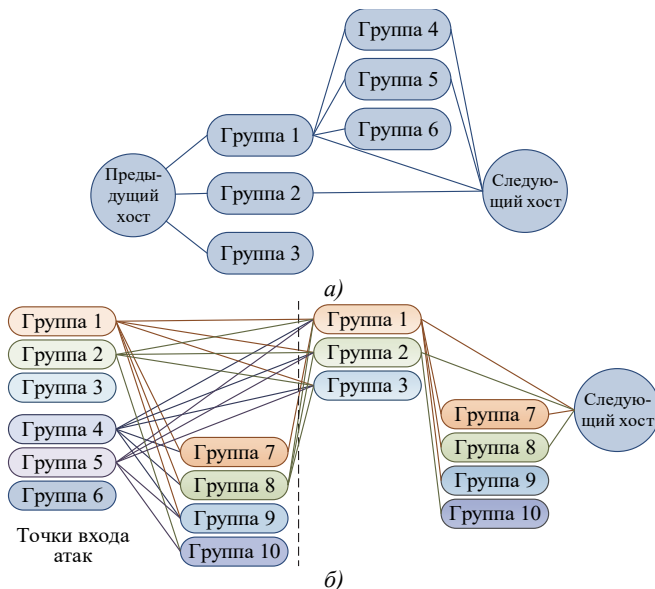 Группа 4
Группа 5
Группа 1
Группа 6
Преды-
дущий
хост
Группа 2
Следую-
щий хост
Группа 3
а)
Группа 1
Группа 2
Группа 3
Группа 4
Группа 5
Группа 6
Точки входа
атак
Группа 7
Группа 8
Группа 9
Группа 10
Группа 1
Группа 2
Группа 3
Группа 7
Группа 8
Группа 9
Группа 10
Следую-
щий хост
б)